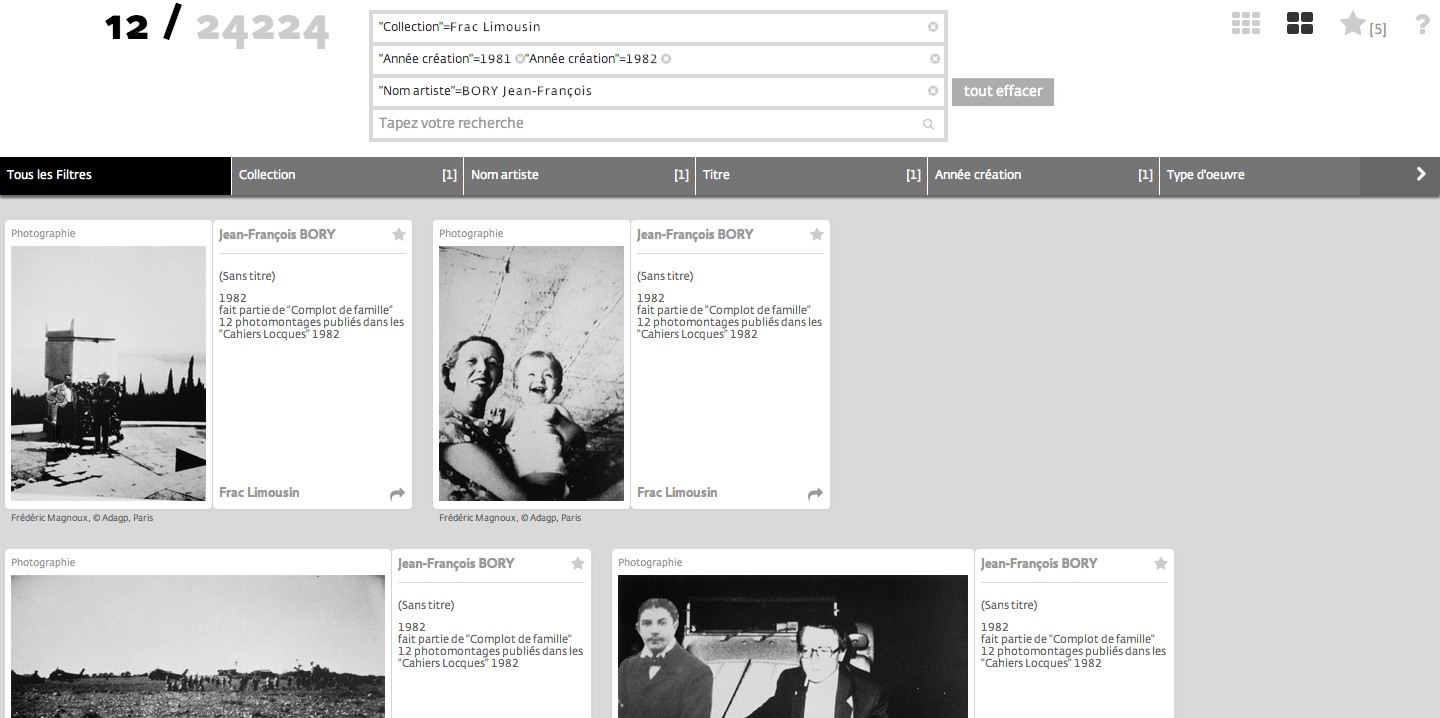 12 / 24224
"Collection"=Frac Limousin
"Année création"=1981 "Année création"=1982
"Nom artiste"=BORY Jean-François
tout effacer
Tapez votre recherche
[5]
?
Tous les Filtres
Collection [1]
Nom artiste [1]
Titre [1]
Année création [1]
Type d'oeuvre
Photographie
Jean-François BORY
(Sans titre)
1982
fait partie de "Complot de famille"
12 photomontages publiés dans les
"Cahiers Locques" 1982
Frac Limousin
Frédéric Magnoux, © Adagp, Paris
Photographie
Jean-François BORY
(Sans titre)
1982
fait partie de "Complot de famille"
12 photomontages publiés dans les
"Cahiers Locques" 1982
Frac Limousin
Frédéric Magnoux, © Adagp, Paris
Photographie
Jean-François BORY
(Sans titre)
1982
fait partie de "Complot de famille"
12 photomontages publiés dans les
"Cahiers Locques" 1982
Photographie
Jean-François BORY
(Sans titre)
1982
fait partie de "Complot de famille"
12 photomontages publiés dans les
"Cahiers Locques" 1982